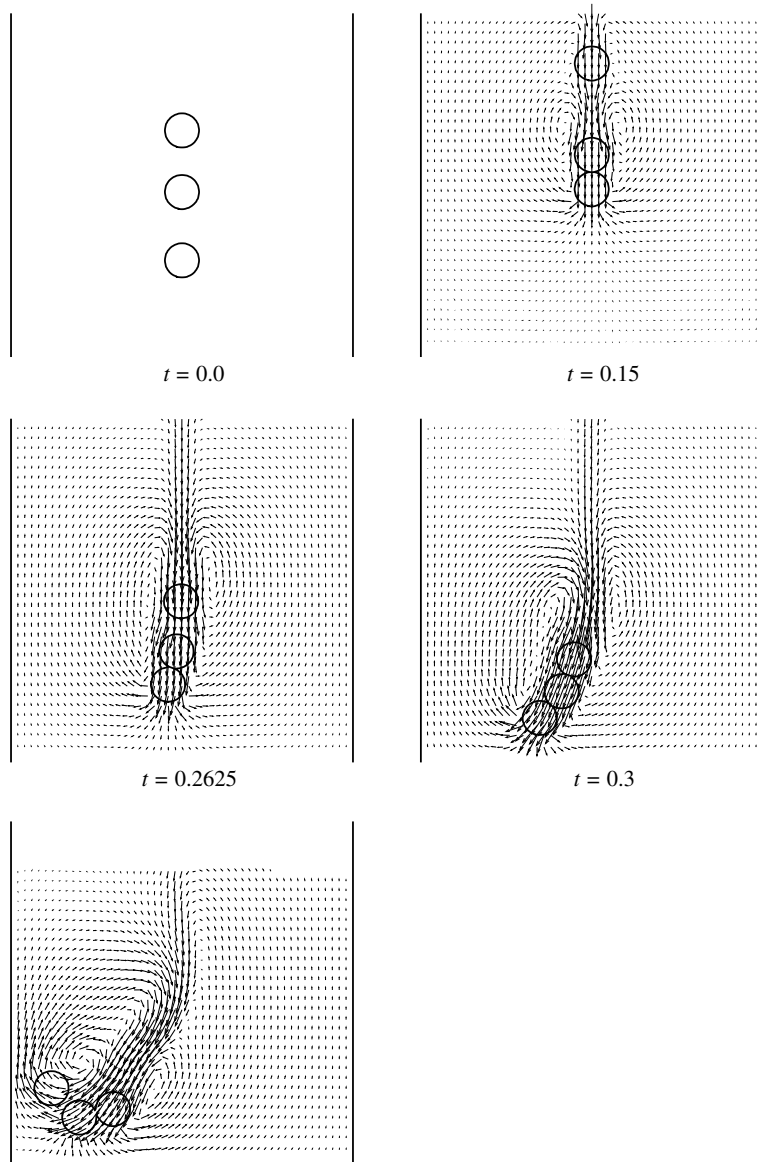 t = 0.0
t = 0.15
t = 0.2625
t = 0.3